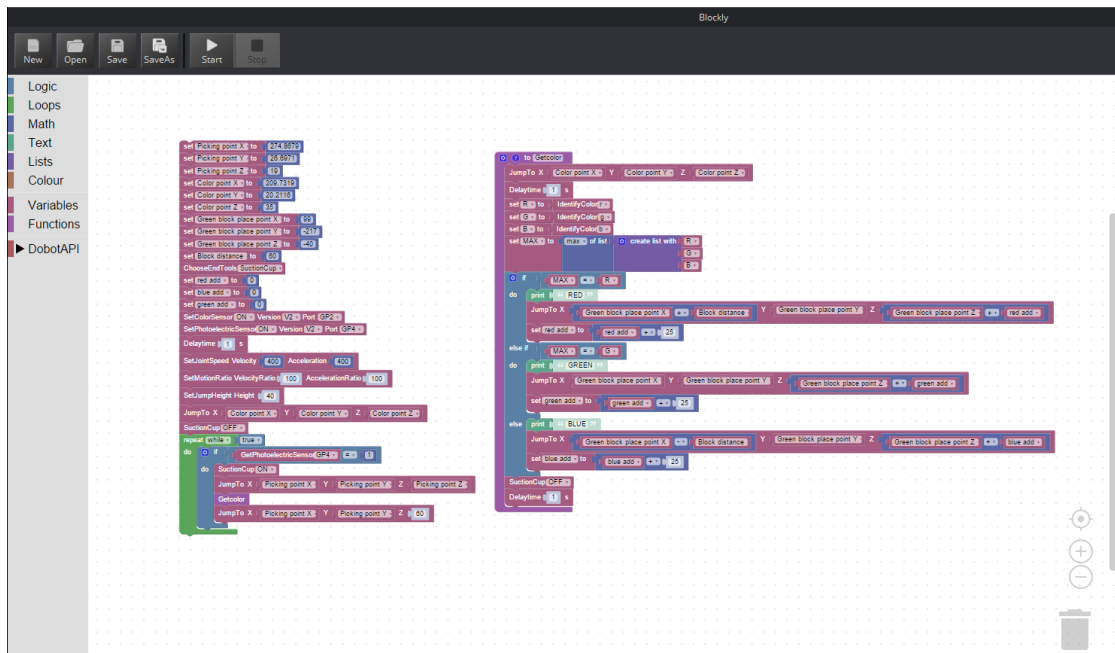 Blockly
New Open Save SaveAs Start Stop
Logic
Loops
Math
Text
Lists
Colour
Variables
Functions
DobotAPI
set Picking point X to 274.8679
set Picking point Y to 26.6971
set Picking point Z to 19
set Color point X to 209.7319
set Color point Y to 20.2116
set Color point Z to 35
set Green block place point X to 99
set Green block place point Y to -217
set Green block place point Z to -40
set Block distance to 60
ChooseEndTools SuctionCup
set red add to 0
set blue add to 0
set green add to 0
SetColorSensor ON Version V2 Port GP2
SetPhotoelectricSensor ON Version V2 Port GP4
Delaytime 1 s
SetJointSpeed Velocity 400 Acceleration 400
SetMotionRatio VelocityRatio 100 AccelerationRatio 100
SetJumpHeight Height 40
JumpTo X Color point X Y Color point Y Z Color point Z
SuctionCup OFF
repeat while true
do if GetPhotoelectricSensor GP4 = 1
do SuctionCup ON
JumpTo X Picking point X Y Picking point Y Z Picking point Z
Getcolor
JumpTo X Picking point X Y Picking point Y Z 60
to Getcolor
JumpTo X Color point X Y Color point Y Z Color point Z
Delaytime 1 s
set R to IdentifyColor r
set G to IdentifyColor g
set B to IdentifyColor b
set MAX to max of list create list with R
G
B
if MAX = R
do print “ RED ”
JumpTo X Green block place point X + Block distance Y Green block place point Y Z Green block place point Z + red add
set red add to red add + 25
else if MAX = G
do print “ GREEN ”
JumpTo X Green block place point X Y Green block place point Y Z Green block place point Z + green add
set green add to green add + 25
else print “ BLUE ”
JumpTo X Green block place point X - Block distance Y Green block place point Y Z Green block place point Z + blue add
set blue add to blue add + 25
SuctionCup OFF
Delaytime 1 s